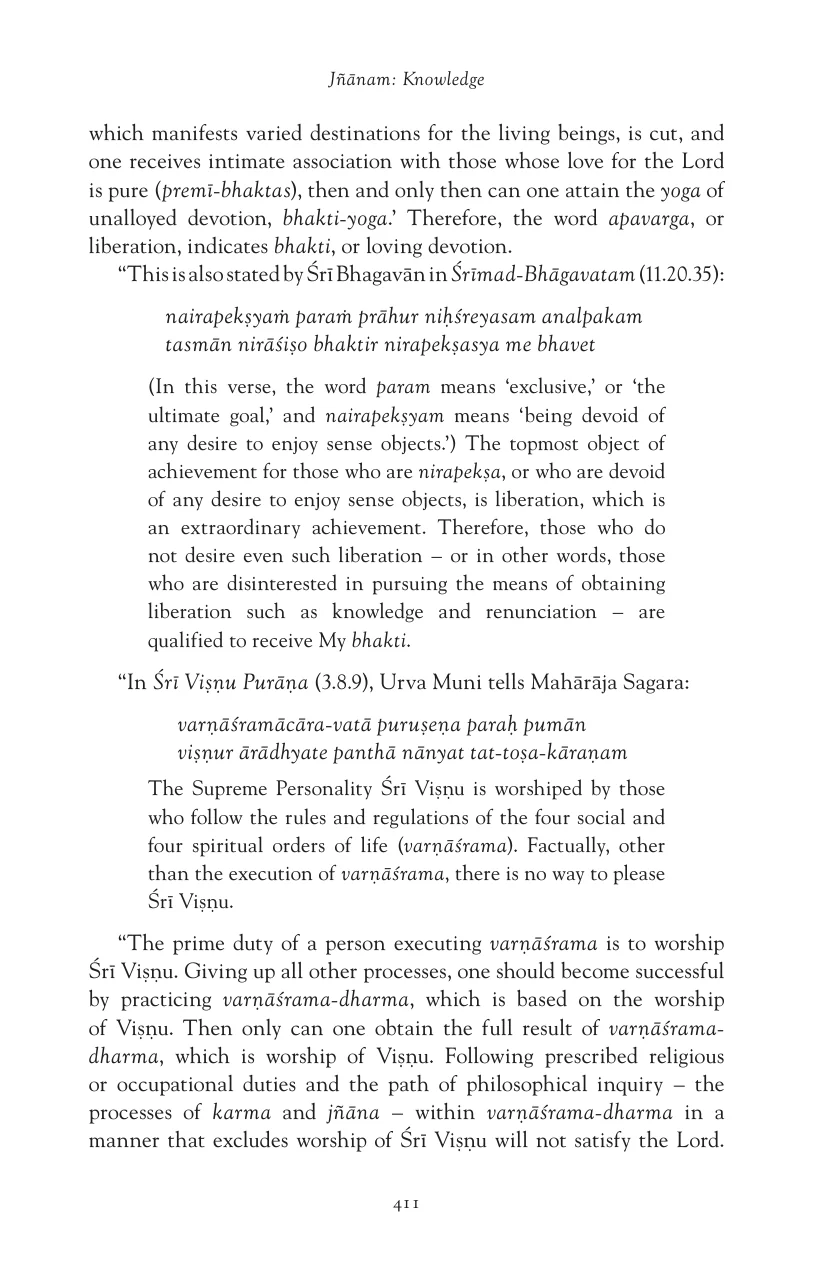 Jñānam: Knowledge
which manifests varied destinations for the living beings, is cut, and
one receives intimate association with those whose love for the Lord
is pure (premī-bhaktas), then and only then can one attain the yoga of
unalloyed devotion, bhakti-yoga.’ Therefore, the word apavarga, or
liberation, indicates bhakti, or loving devotion.
“This is also stated by Śrī Bhagavān in Śrīmad-Bhāgavatam (11.20.35):
nairapekṣyaṁ paraṁ prāhur niḥśreyasam analpakam
tasmān nirāśiṣo bhaktir nirapekṣasya me bhavet
(In this verse, the word param means ‘exclusive,’ or ‘the
ultimate goal,’ and nairapekṣyam means ‘being devoid of
any desire to enjoy sense objects.’) The topmost object of
achievement for those who are nirapekṣa, or who are devoid
of any desire to enjoy sense objects, is liberation, which is
an extraordinary achievement. Therefore, those who do
not desire even such liberation – or in other words, those
who are disinterested in pursuing the means of obtaining
liberation such as knowledge and renunciation – are
qualified to receive My bhakti.
“In Śrī Viṣṇu Purāṇa (3.8.9), Urva Muni tells Mahārāja Sagara:
varṇāśramācāra-vatā puruṣeṇa paraḥ pumān
viṣṇur ārādhyate panthā nānyat tat-toṣa-kāraṇam
The Supreme Personality Śrī Viṣṇu is worshiped by those
who follow the rules and regulations of the four social and
four spiritual orders of life (varṇāśrama). Factually, other
than the execution of varṇāśrama, there is no way to please
Śrī Viṣṇu.
“The prime duty of a person executing varṇāśrama is to worship
Śrī Viṣṇu. Giving up all other processes, one should become successful
by practicing varṇāśrama-dharma, which is based on the worship
of Viṣṇu. Then only can one obtain the full result of varṇāśrama-
dharma, which is worship of Viṣṇu. Following prescribed religious
or occupational duties and the path of philosophical inquiry – the
processes of karma and jñāna – within varṇāśrama-dharma in a
manner that excludes worship of Śrī Viṣṇu will not satisfy the Lord.
411